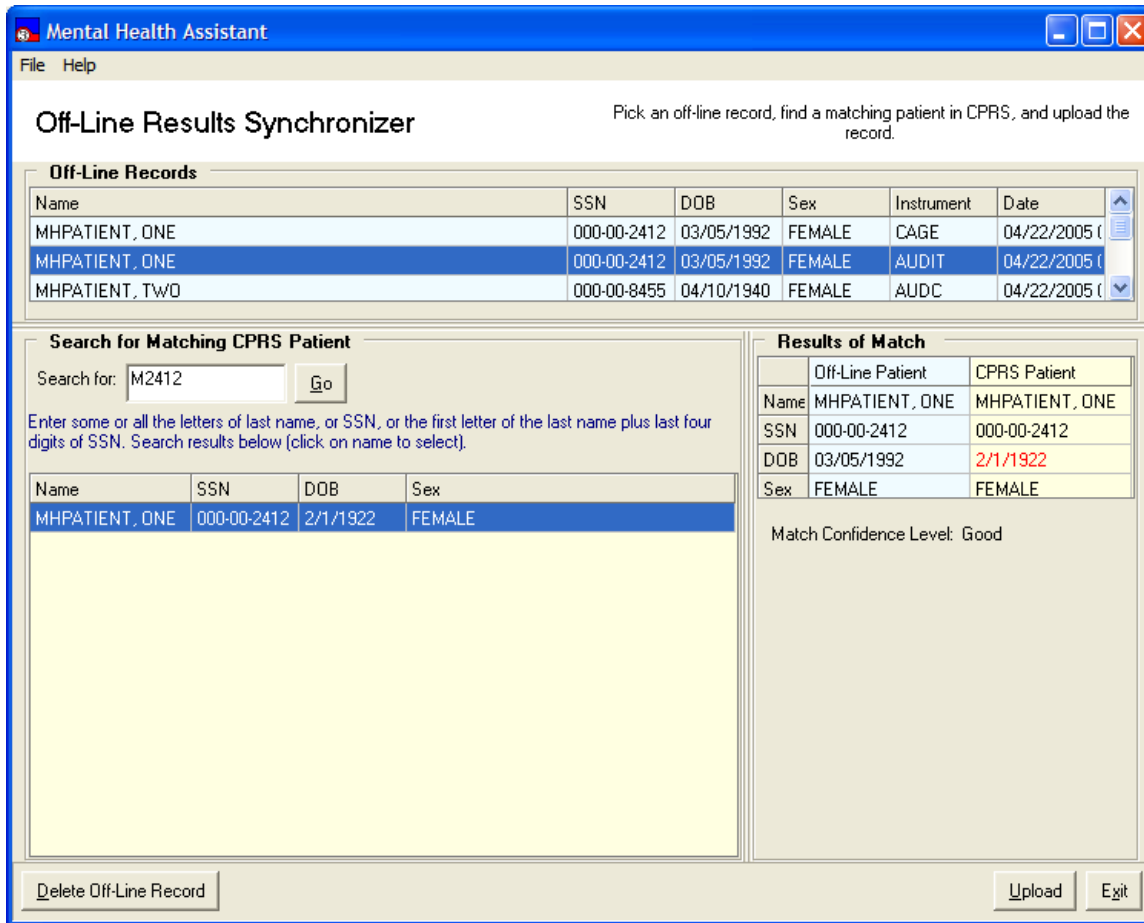 Mental Health Assistant
File Help
Off-Line Results Synchronizer
Pick an off-line record, find a matching patient in CPRS, and upload the
record.
Off-Line Records
Name SSN DOB Sex Instrument Date
MHPATIENT, ONE 000-00-2412 03/05/1992 FEMALE CAGE 04/22/2005 (
MHPATIENT, ONE 000-00-2412 03/05/1992 FEMALE AUDIT 04/22/2005 (
MHPATIENT, TWO 000-00-8455 04/10/1940 FEMALE AUDC 04/22/2005 (
Search for Matching CPRS Patient
Search for: M2412 Go
Enter some or all the letters of last name, or SSN, or the first letter of the last name plus last four
digits of SSN. Search results below (click on name to select).
Name SSN DOB Sex
MHPATIENT, ONE 000-00-2412 2/1/1922 FEMALE
Results of Match
Off-Line Patient CPRS Patient
Name MHPATIENT, ONE MHPATIENT, ONE
SSN 000-00-2412 000-00-2412
DOB 03/05/1992 2/1/1922
Sex FEMALE FEMALE
Match Confidence Level: Good
Delete Off-Line Record Upload Exit